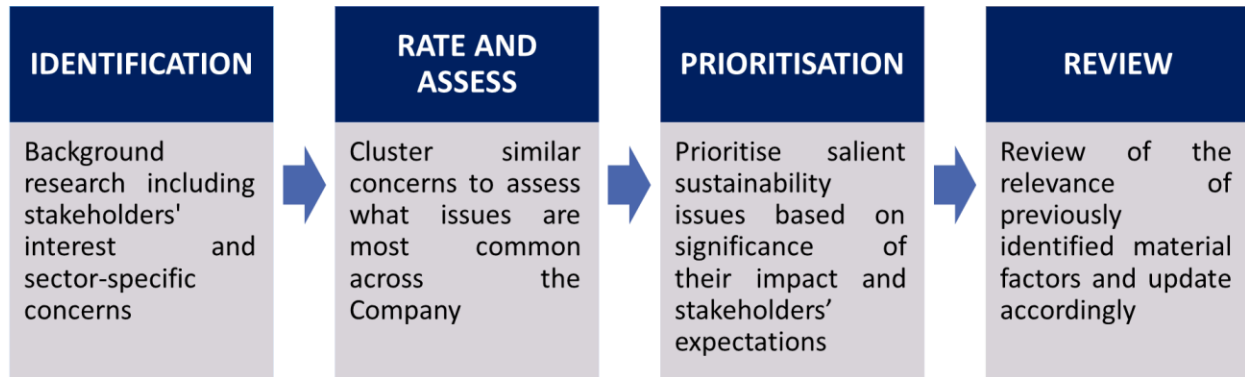 IDENTIFICATION
Background
research including
stakeholders'
interest and
sector-specific
concerns
RATE AND
ASSESS
Cluster similar
concerns to assess
what issues are
most common
across the
Company
PRIORITISATION
Prioritise salient
sustainability
issues based on
significance of
their impact and
stakeholders’
expectations
REVIEW
Review of the
relevance of
previously
identified material
factors and update
accordingly